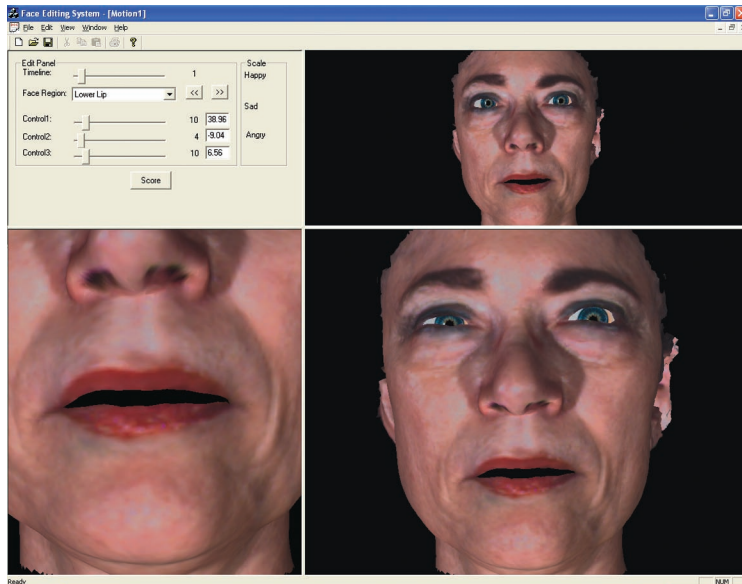 Face Editing System - [Motion1]
File Edit View Window Help
Edit Panel
Scale
Timeline:
1
Happy
Face Region:
Lower Lip
<<
>>
Sad
Control1:
10
38.96
Control2:
4
-9.04
Angry
Control3:
10
6.56
Score
Ready
NUM